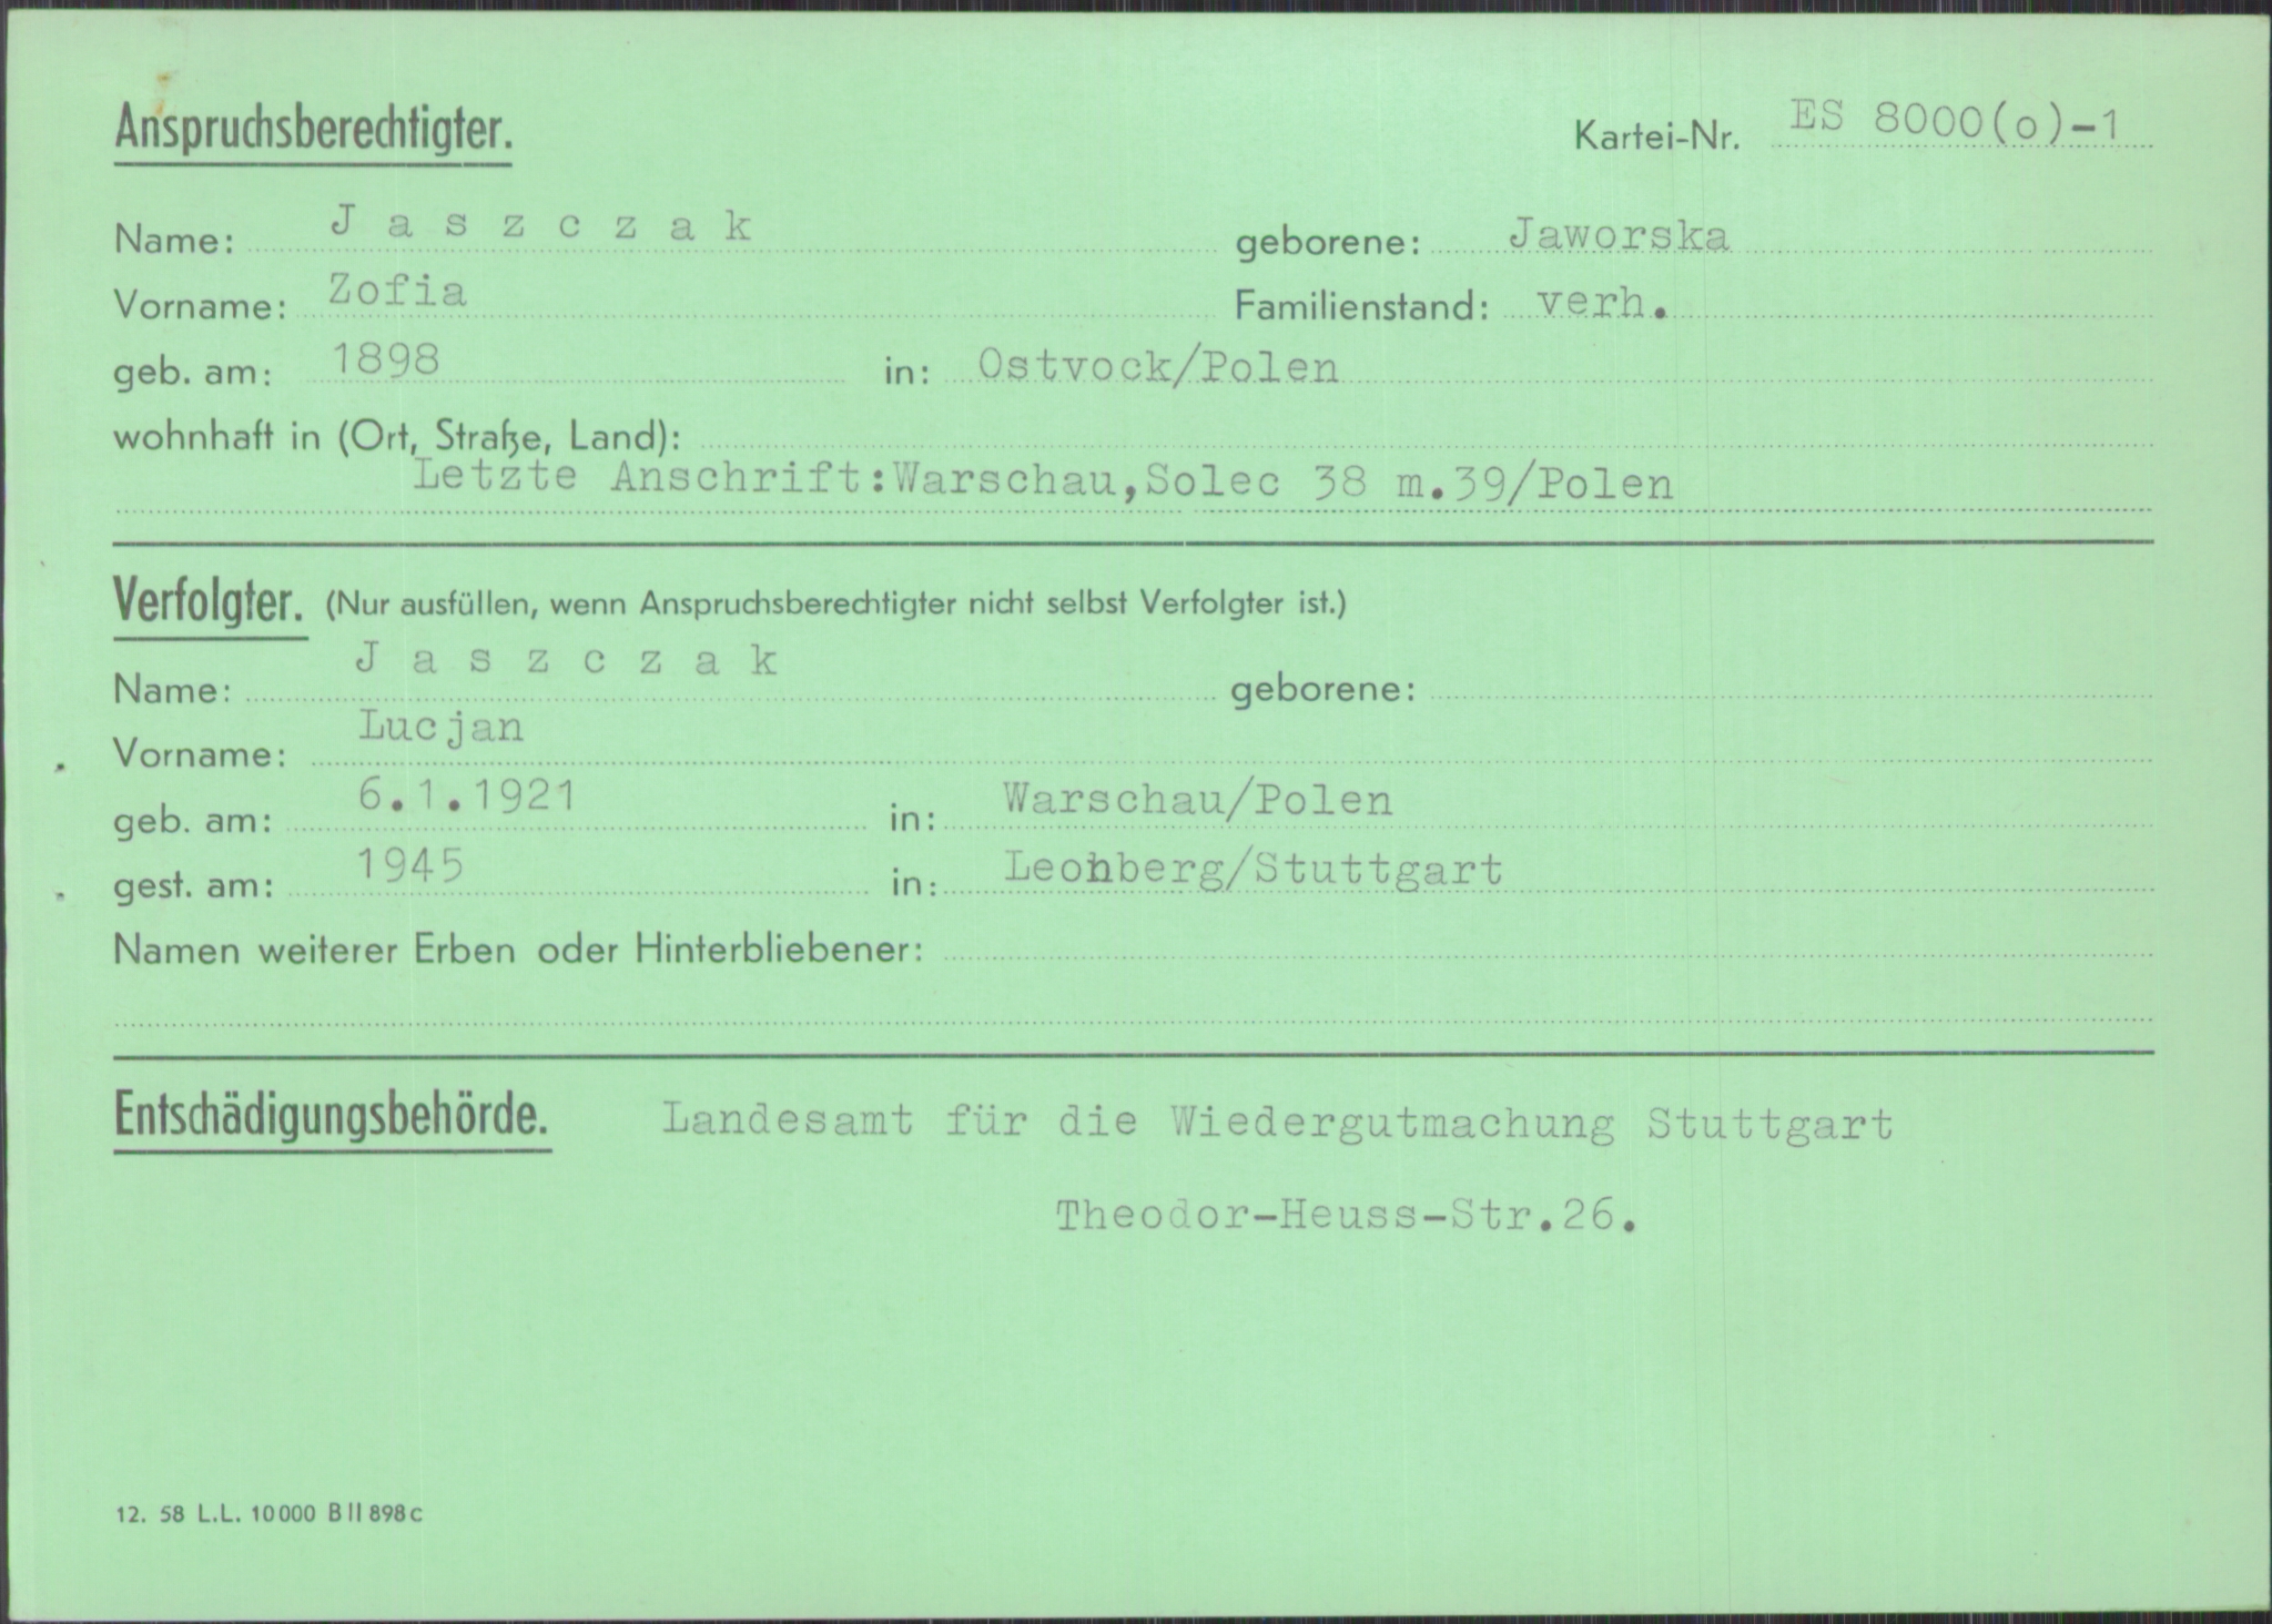 Anspruchsberechtigter.
Kartei-Nr. ES 8000(o)-1
Name: J a s z c z a k geborene: Jaworska
Vorname: Zofia Familienstand: verh.
geb. am: 1898 in: Ostvock/Polen
wohnhaft in (Ort, Straße, Land):
Letzte Anschrift:Warschau,Solec 38 m.39/Polen
Verfolgter. (Nur ausfüllen, wenn Anspruchsberechtigter nicht selbst Verfolgter ist.)
Name: J a s z c z a k geborene:
Vorname: Lucjan
geb. am: 6.1.1921 in: Warschau/Polen
gest. am: 1945 in: Leonberg/Stuttgart
Namen weiterer Erben oder Hinterbliebener:
Entschädigungsbehörde. Landesamt für die Wiedergutmachung Stuttgart
Theodor-Heuss-Str.26.
12. 58 L.L. 10000 B II 898c